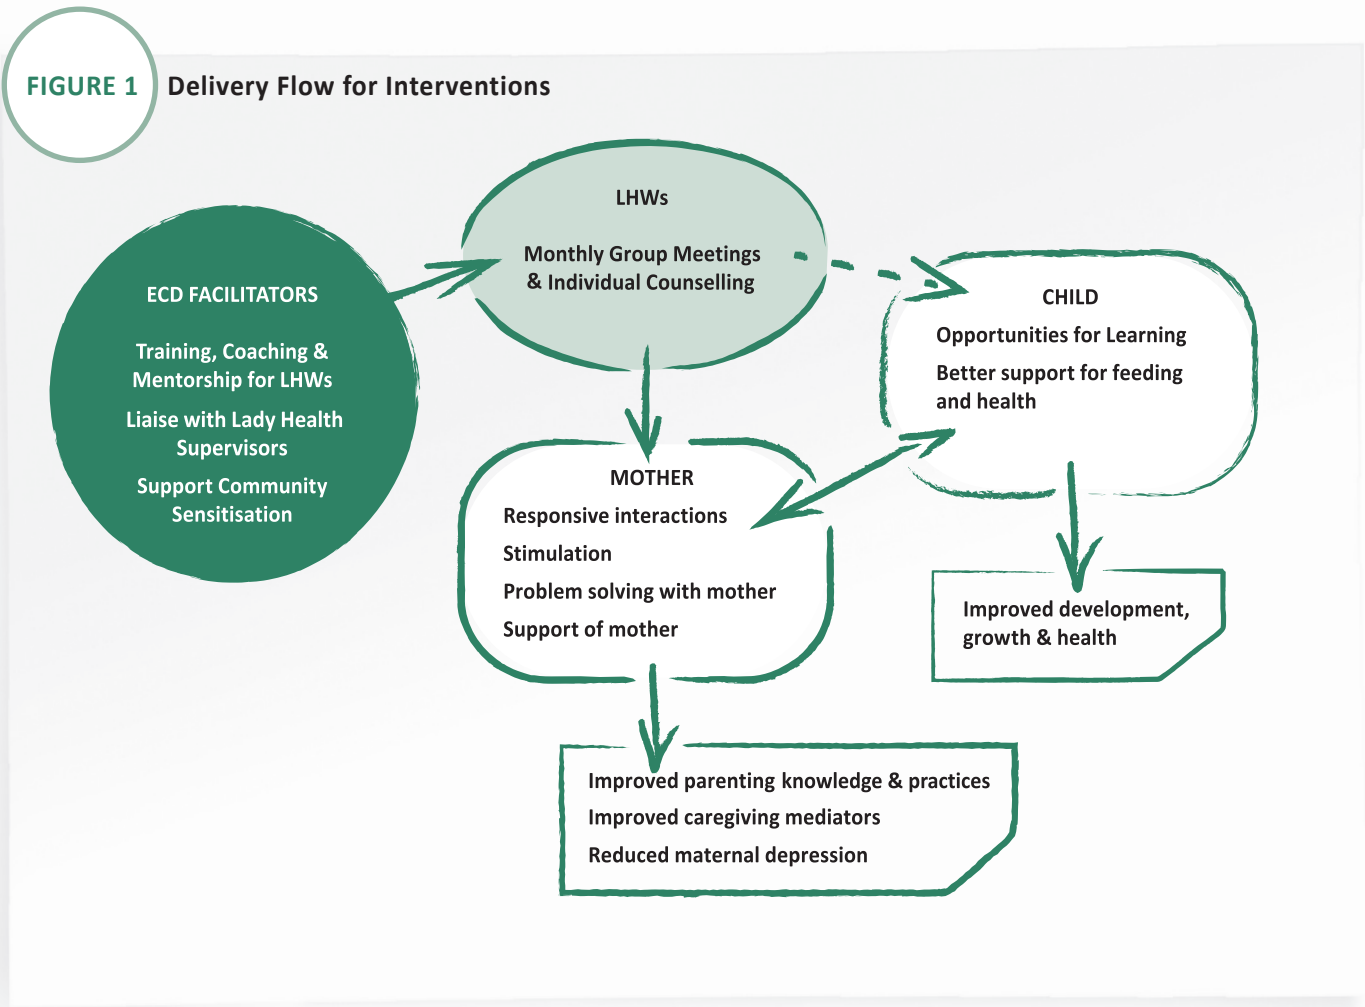 FIGURE 1
Delivery Flow for Interventions
LHWs
Monthly Group Meetings
& Individual Counselling
ECD FACILITATORS
Training, Coaching &
Mentorship for LHWs
Liaise with Lady Health
Supervisors
Support Community
Sensitisation
CHILD
Opportunities for Learning
Better support for feeding
and health
MOTHER
Responsive interactions
Stimulation
Problem solving with mother
Support of mother
Improved development,
growth & health
Improved parenting knowledge & practices
Improved caregiving mediators
Reduced maternal depression